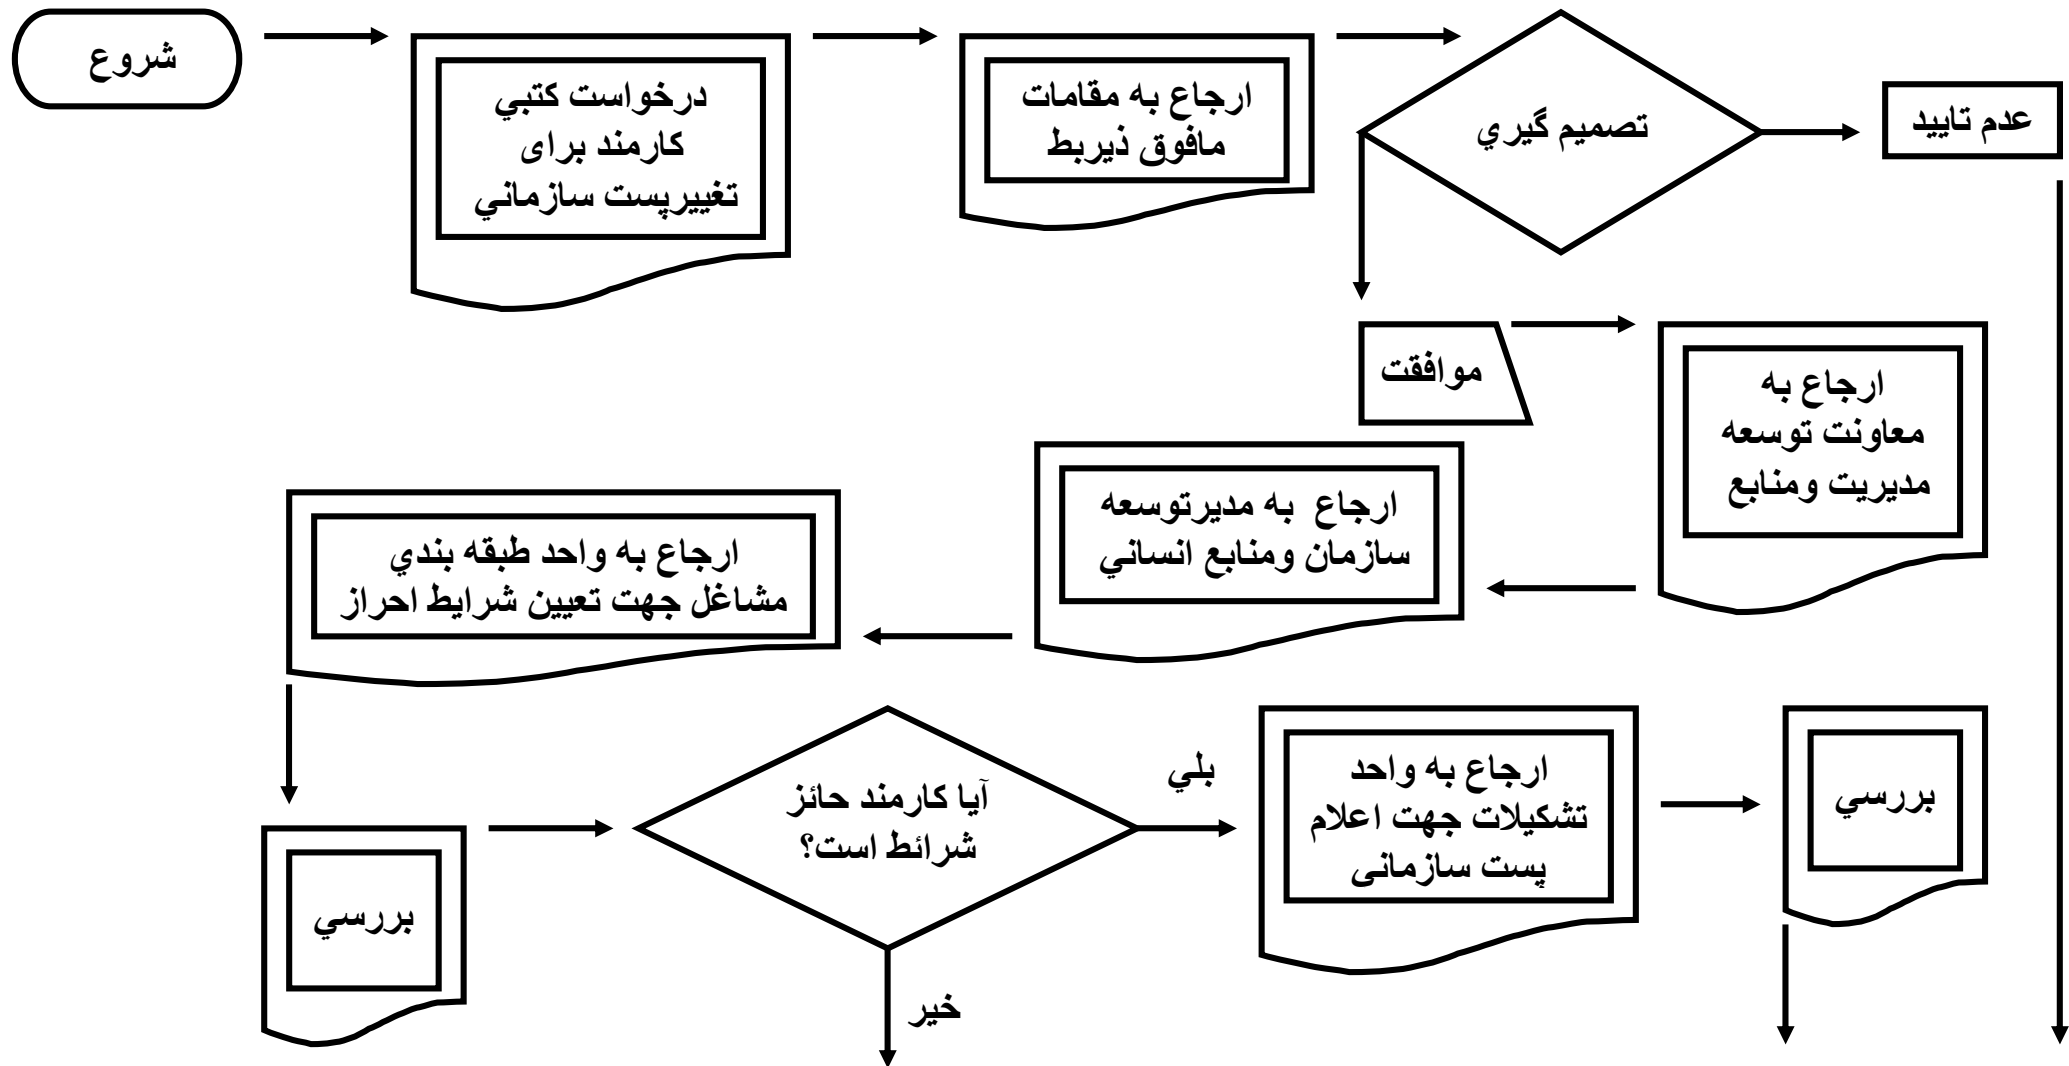 شروع
درخواست كتبي
كارمند برای
تغييرپست سازماني
ارجاع به مقامات
مافوق ذيربط
تصميم گيري
عدم تاييد
موافقت
ارجاع به
معاونت توسعه
مديريت ومنابع
ارجاع به مديرتوسعه
سازمان ومنابع انساني
ارجاع به واحد طبقه بندي
مشاغل جهت تعيين شرايط احراز
بررسي
آيا كارمند حائز
شرائط است؟
بلي
خير
ارجاع به واحد
تشكيلات جهت اعلام
پست سازمانی
بررسي